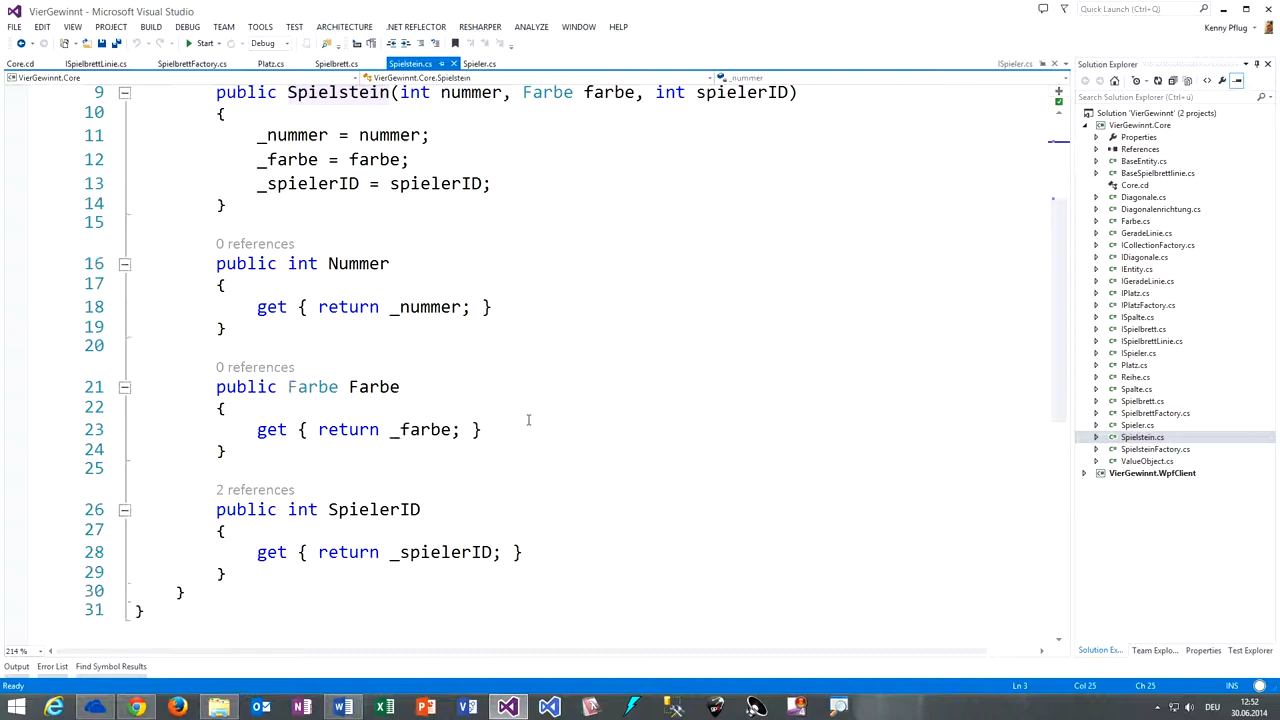 VierGewinnt - Microsoft Visual Studio
Quick Launch (Ctrl+Q)
FILE EDIT VIEW PROJECT BUILD DEBUG TEAM TOOLS TEST ARCHITECTURE .NET REFLECTOR RESHARPER ANALYZE WINDOW HELP
Kenny Pflug
Start Debug
Core.cd ISpielbrettLinie.cs SpielbrettFactory.cs Platz.cs Spielbrett.cs Spielstein.cs Spieler.cs ISpieler.cs
VierGewinnt.Core VierGewinnt.Core.Spielstein _nummer
9 public Spielstein(int nummer, Farbe farbe, int spielerID)
10 {
11 _nummer = nummer;
12 _farbe = farbe;
13 _spielerID = spielerID;
14 }
15
0 references
16 public int Nummer
17 {
18 get { return _nummer; }
19 }
20
0 references
21 public Farbe Farbe
22 {
23 get { return _farbe; }
24 }
25
2 references
26 public int SpielerID
27 {
28 get { return _spielerID; }
29 }
30 }
31 }
214 %
Solution Explorer
Search Solution Explorer (Ctrl+ü)
Solution 'VierGewinnt' (2 projects)
VierGewinnt.Core
Properties
References
BaseEntity.cs
BaseSpielbrettlinie.cs
Core.cd
Diagonale.cs
Diagonalenrichtung.cs
Farbe.cs
GeradeLinie.cs
ICollectionFactory.cs
IDiagonale.cs
IEntity.cs
IGeradeLinie.cs
IPlatz.cs
IPlatzFactory.cs
ISpalte.cs
ISpielbrett.cs
ISpielbrettLinie.cs
ISpieler.cs
Platz.cs
Reihe.cs
Spalte.cs
Spielbrett.cs
SpielbrettFactory.cs
Spieler.cs
Spielstein.cs
SpielsteinFactory.cs
ValueObject.cs
VierGewinnt.WpfClient
Solution Ex... Team Explo... Properties Test Explorer
Output Error List Find Symbol Results
Ready Ln 3 Col 25 Ch 25 INS
DEU 12:52
30.06.2014